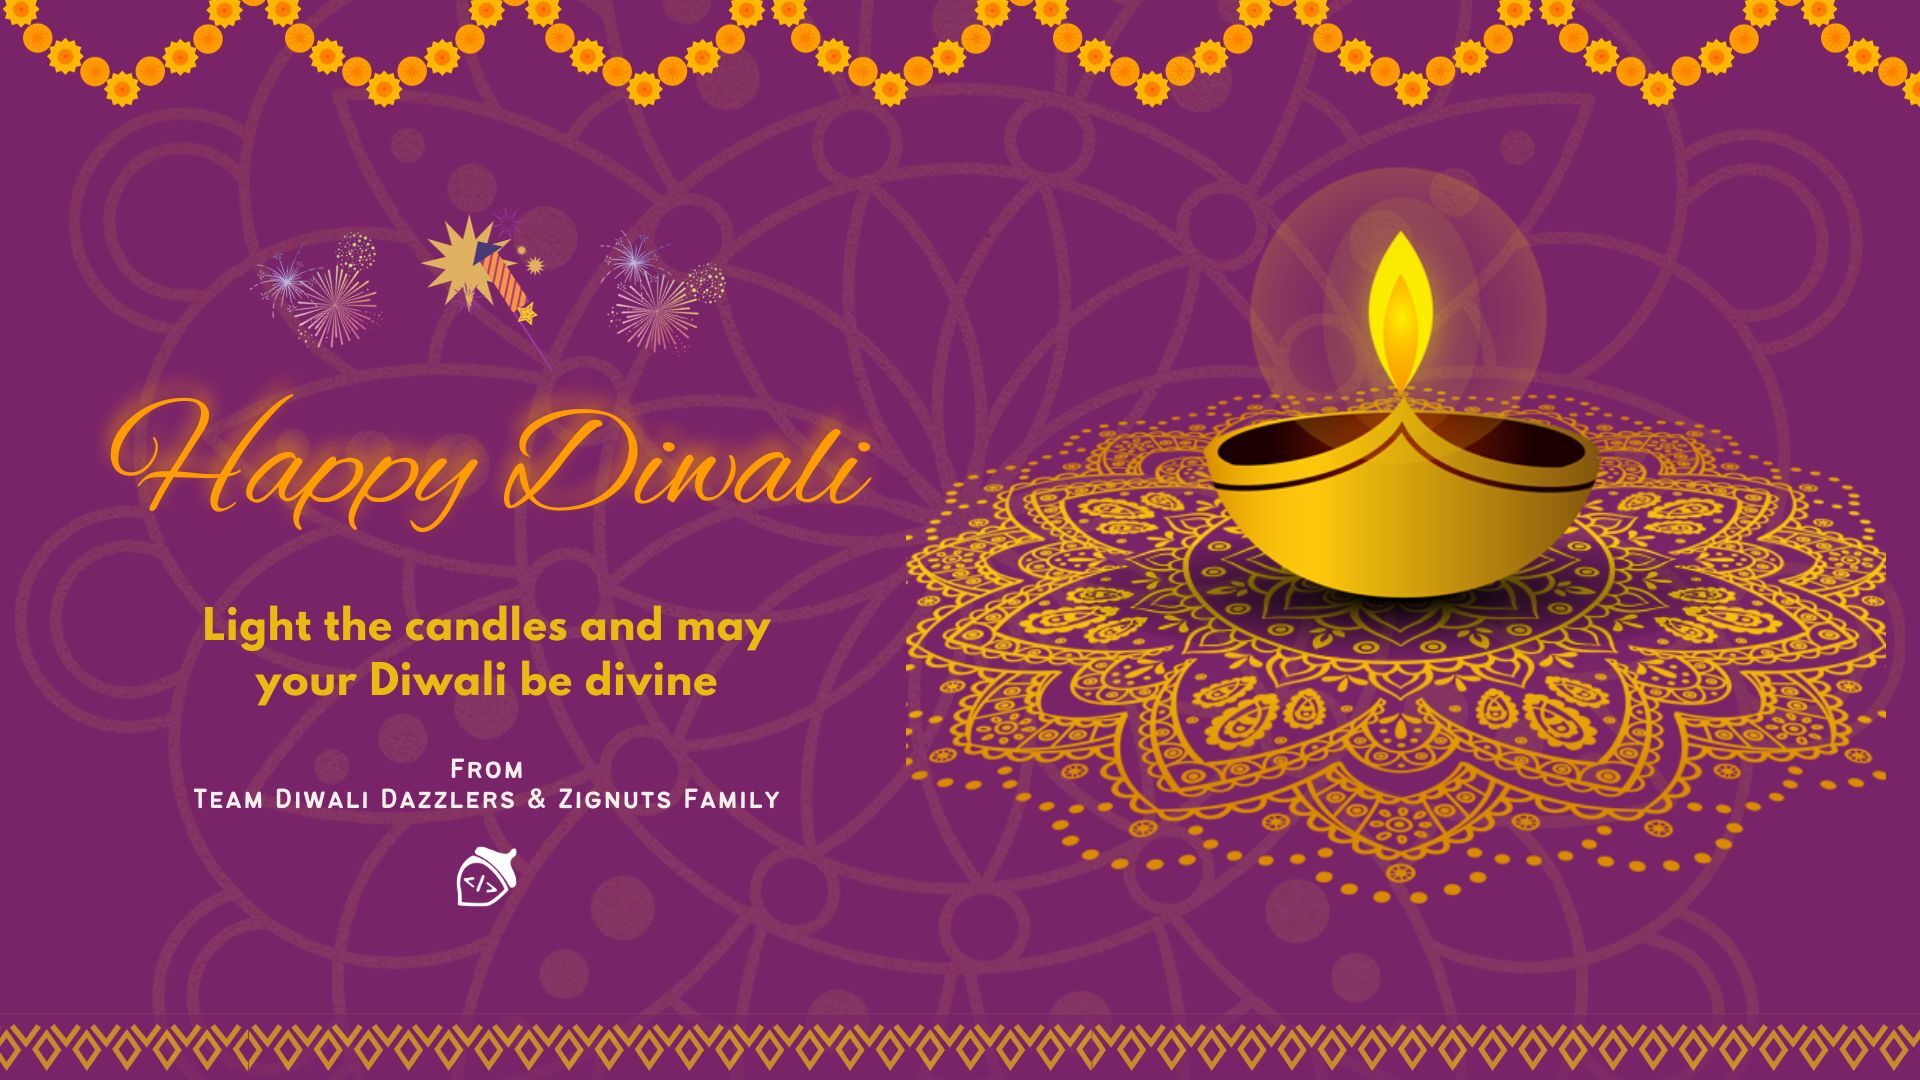 Happy Diwali
Light the candles and may
your Diwali be divine
From
Team Diwali Dazzlers & Zignuts Family
</>